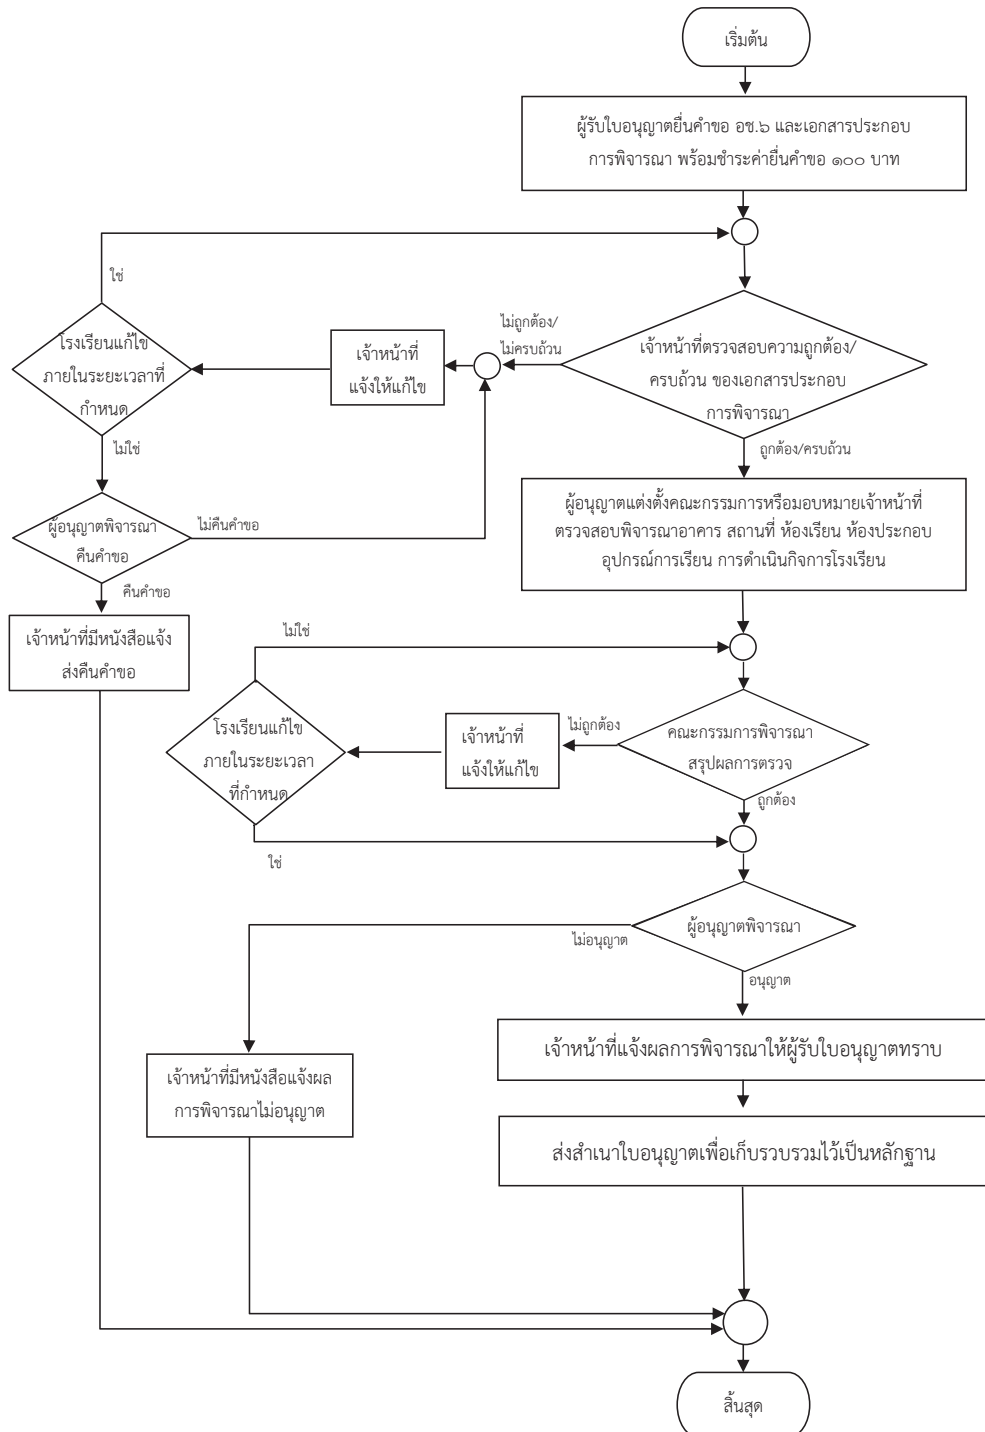 เริ่มต้น
ผู้รับใบอนุญาตยื่นคำขอ อช.๖ และเอกสารประกอบ
การพิจารณา พร้อมชำระค่ายื่นคำขอ ๑๐๐ บาท
ใช่
ไม่ถูกต้อง/
ไม่ครบถ้วน
เจ้าหน้าที่ตรวจสอบความถูกต้อง/
ครบถ้วน ของเอกสารประกอบ
การพิจารณา
เจ้าหน้าที่
แจ้งให้แก้ไข
โรงเรียนแก้ไข
ภายในระยะเวลาที่
กำหนด
ไม่ใช่
ถูกต้อง/ครบถ้วน
ผู้อนุญาตพิจารณา
คืนคำขอ
ไม่คืนคำขอ
คืนคำขอ
ผู้อนุญาตแต่งตั้งคณะกรรมการหรือมอบหมายเจ้าหน้าที่
ตรวจสอบพิจารณาอาคาร สถานที่ ห้องเรียน ห้องประกอบ
อุปกรณ์การเรียน การดำเนินกิจการโรงเรียน
เจ้าหน้าที่มีหนังสือแจ้ง
ส่งคืนคำขอ
ไม่ใช่
คณะกรรมการพิจารณา
สรุปผลการตรวจ
ไม่ถูกต้อง
เจ้าหน้าที่
แจ้งให้แก้ไข
โรงเรียนแก้ไข
ภายในระยะเวลา
ที่กำหนด
ถูกต้อง
ใช่
ผู้อนุญาตพิจารณา
ไม่อนุญาต
อนุญาต
เจ้าหน้าที่แจ้งผลการพิจารณาให้ผู้รับใบอนุญาตทราบ
เจ้าหน้าที่มีหนังสือแจ้งผล
การพิจารณาไม่อนุญาต
ส่งสำเนาใบอนุญาตเพื่อเก็บรวบรวมไว้เป็นหลักฐาน
สิ้นสุด